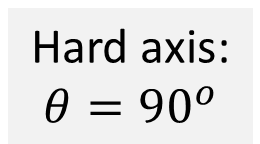 Hard axis:
θ = 90°